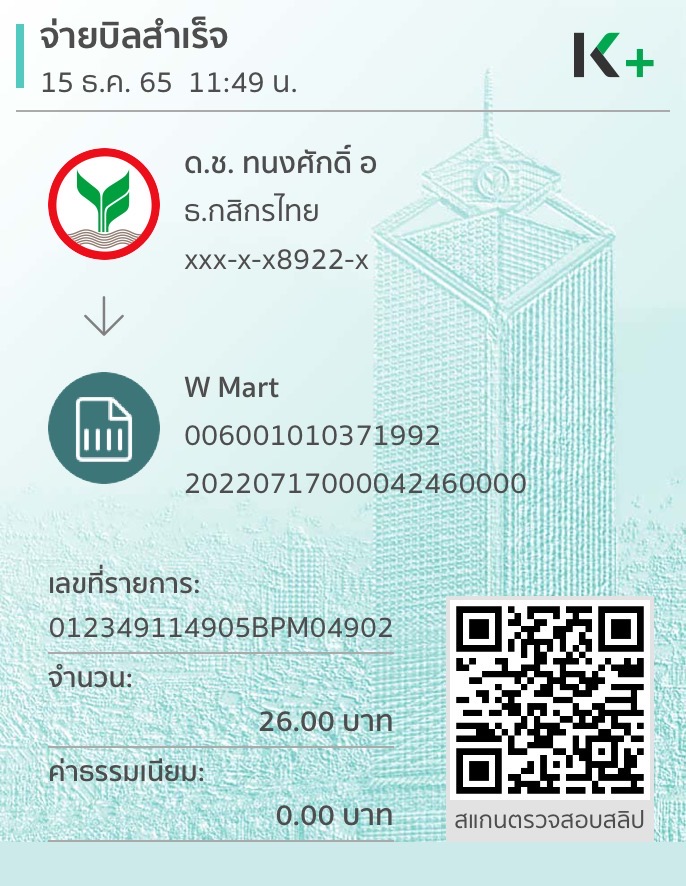 จ่ายบิลสำเร็จ
15 ธ.ค. 65 11:49 น.
K+
ด.ช. ทนงศักดิ์ อ
ธ.กสิกรไทย
xxx-x-x8922-x
W Mart
006001010371992
20220717000042460000
เลขที่รายการ:
012349114905BPM04902
จำนวน:
26.00 บาท
ค่าธรรมเนียม:
0.00 บาท
สแกนตรวจสอบสลิป